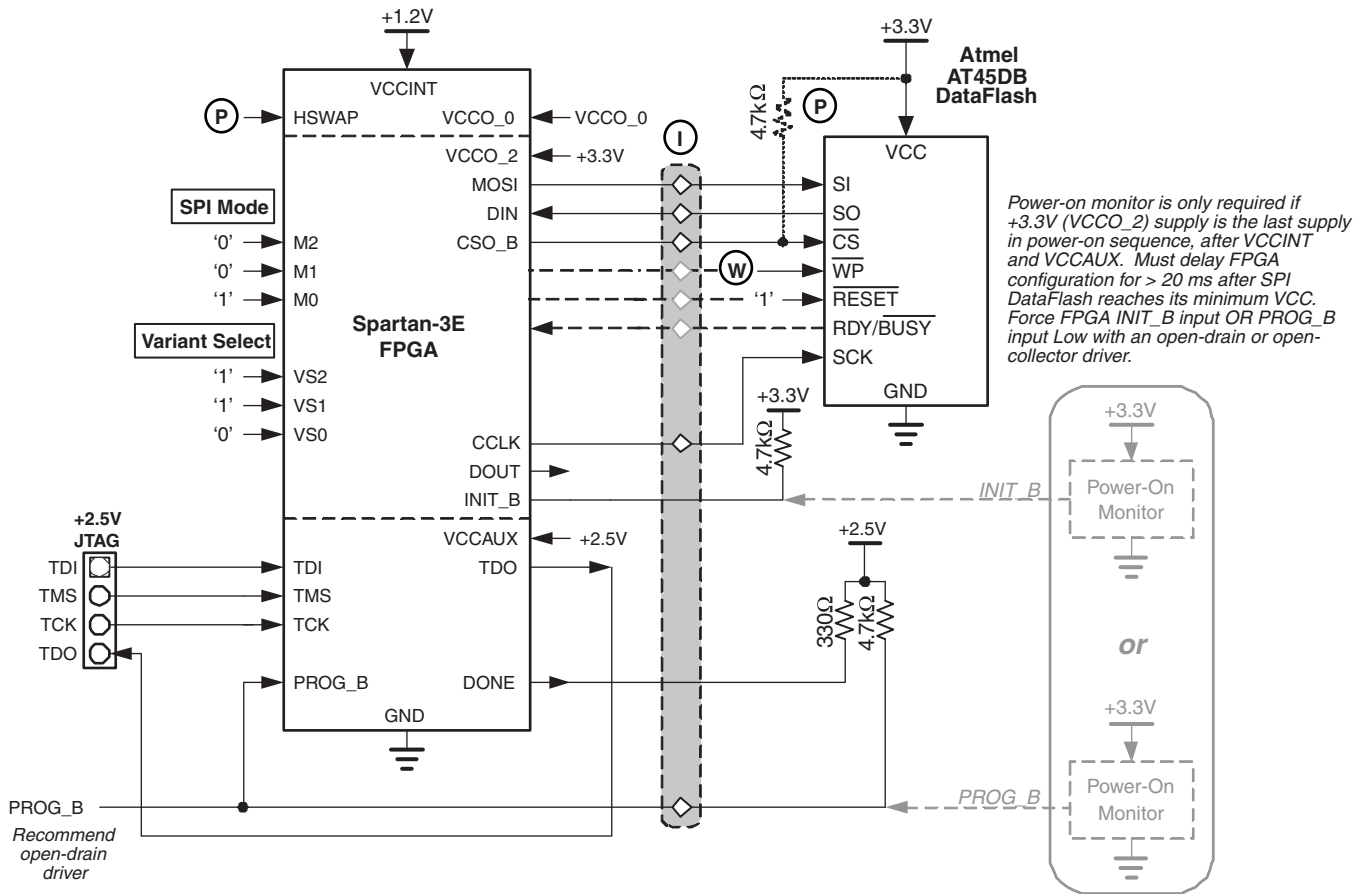 +1.2V
+3.3V
Atmel
AT45DB
DataFlash
VCCINT
P
HSWAP
VCCO_0
VCCO_0
I
4.7kΩ
P
VCC
VCCO_2
+3.3V
MOSI
SI
SPI Mode
DIN
SO
'0'
M2
CSO_B
CS
'0'
M1
W
WP
'1'
M0
'1'
RESET
Spartan-3E
FPGA
RDY/BUSY
Variant Select
SCK
'1'
VS2
'1'
VS1
'0'
VS0
GND
+3.3V
4.7kΩ
CCLK
DOUT
INIT_B
Power-on monitor is only required if
+3.3V (VCCO_2) supply is the last supply
in power-on sequence, after VCCINT
and VCCAUX. Must delay FPGA
configuration for > 20 ms after SPI
DataFlash reaches its minimum VCC.
Force FPGA INIT_B input OR PROG_B
input Low with an open-drain or open-
collector driver.
+3.3V
INIT_B
Power-On
Monitor
+2.5V
JTAG
VCCAUX
+2.5V
+2.5V
TDI
TDI
TDO
TMS
TMS
TCK
TCK
TDO
330Ω
4.7kΩ
or
PROG_B
DONE
GND
+3.3V
PROG_B
PROG_B
Power-On
Monitor
Recommend
open-drain
driver